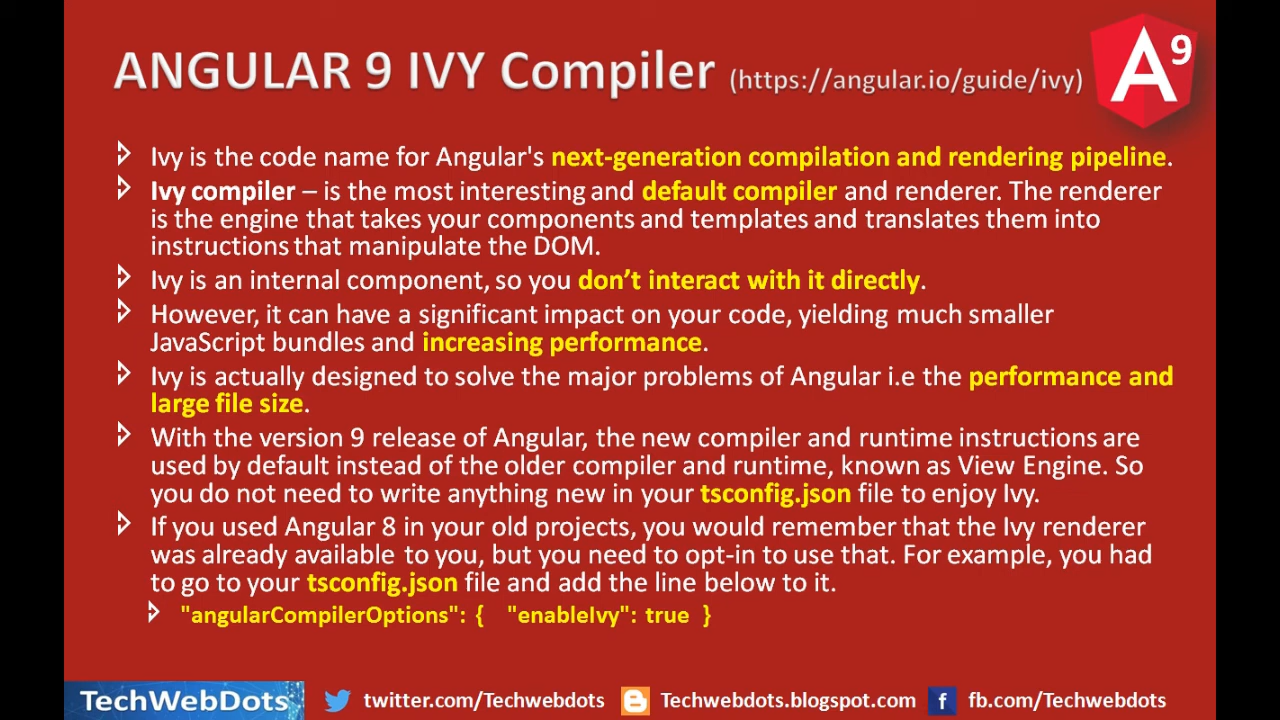 ANGULAR 9 IVY Compiler (https://angular.io/guide/ivy)
A9
Ivy is the code name for Angular's next-generation compilation and rendering pipeline.
Ivy compiler – is the most interesting and default compiler and renderer. The renderer
is the engine that takes your components and templates and translates them into
instructions that manipulate the DOM.
Ivy is an internal component, so you don’t interact with it directly.
However, it can have a significant impact on your code, yielding much smaller
JavaScript bundles and increasing performance.
Ivy is actually designed to solve the major problems of Angular i.e the performance and
large file size.
With the version 9 release of Angular, the new compiler and runtime instructions are
used by default instead of the older compiler and runtime, known as View Engine. So
you do not need to write anything new in your tsconfig.json file to enjoy Ivy.
If you used Angular 8 in your old projects, you would remember that the Ivy renderer
was already available to you, but you need to opt-in to use that. For example, you had
to go to your tsconfig.json file and add the line below to it.
"angularCompilerOptions": { "enableIvy": true }
TechWebDots twitter.com/Techwebdots Techwebdots.blogspot.com fb.com/Techwebdots